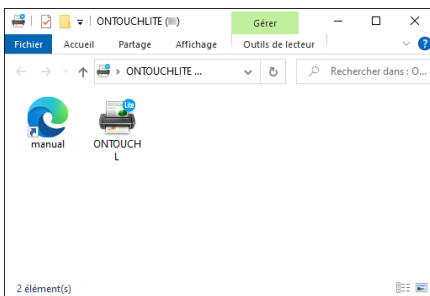 ONTOUCHLITE
Gérer
Fichier Accueil Partage Affichage Outils de lecteur
ONTOUCHLITE ... Rechercher dans : O...
Lite
manual
ONTOUCH
L
2 élément(s)